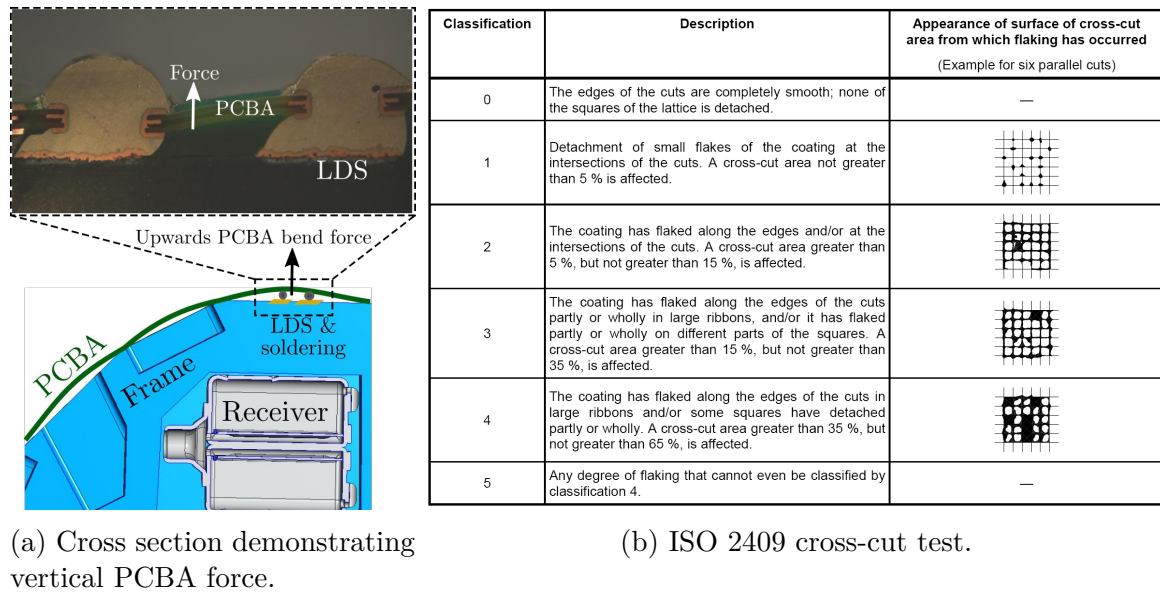 Force
PCBA
LDS
Upwards PCBA bend force
LDS &
soldering
PCBA
Frame
Receiver
(a) Cross section demonstrating
vertical PCBA force.
Classification
Description
Appearance of surface of cross-cut
area from which flaking has occurred
(Example for six parallel cuts)
0
The edges of the cuts are completely smooth; none
of the squares of the lattice is detached.
—
1
Detachment of small flakes of the coating at the
intersections of the cuts. A cross-cut area not greater
than 5 % is affected.
2
The coating has flaked along the edges and/or at the
intersections of the cuts. A cross-cut area greater than
5 %, but not greater than 15 %, is affected.
3
The coating has flaked along the edges of the cuts
partly or wholly in large ribbons, and/or it has flaked
partly or wholly on different parts of the squares. A
cross-cut area greater than 15 %, but not greater than
35 %, is affected.
4
The coating has flaked along the edges of the cuts in
large ribbons and/or some squares have detached
partly or wholly. A cross-cut area greater than 35 %, but
not greater than 65 %, is affected.
5
Any degree of flaking that cannot even be classified by
classification 4.
—
(b) ISO 2409 cross-cut test.